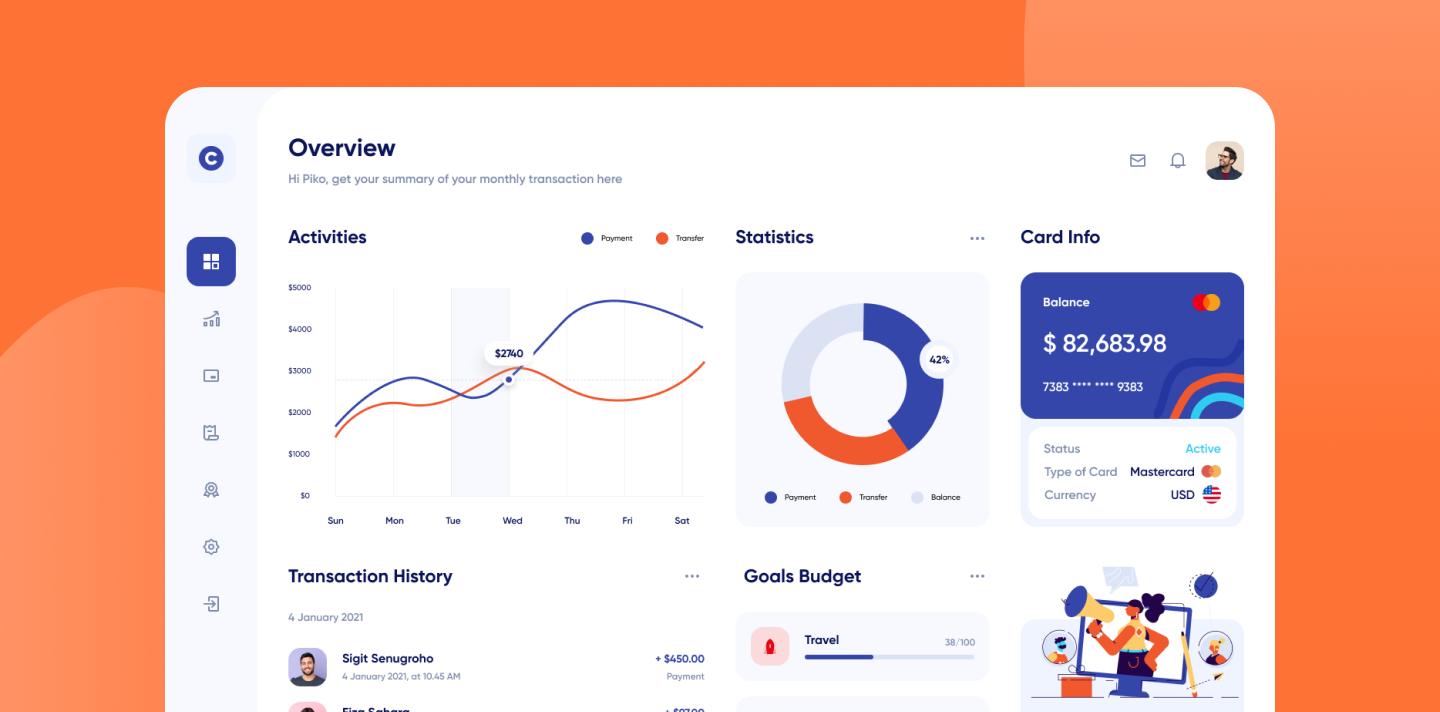 C
Overview
Hi Piko, get your summary of your monthly transaction here
Activities
Payment
Transfer
$5000
$4000
$3000
$2000
$1000
$0
$2740
Sun Mon Tue Wed Thu Fri Sat
Statistics
42%
Payment
Transfer
Balance
Card Info
Balance
$ 82,683.98
7383 **** **** 9383
Status Active
Type of Card Mastercard
Currency USD
Transaction History
4 January 2021
Sigit Senugroho + $450.00
4 January 2021, at 10.45 AM Payment
Goals Budget
Travel 38/100